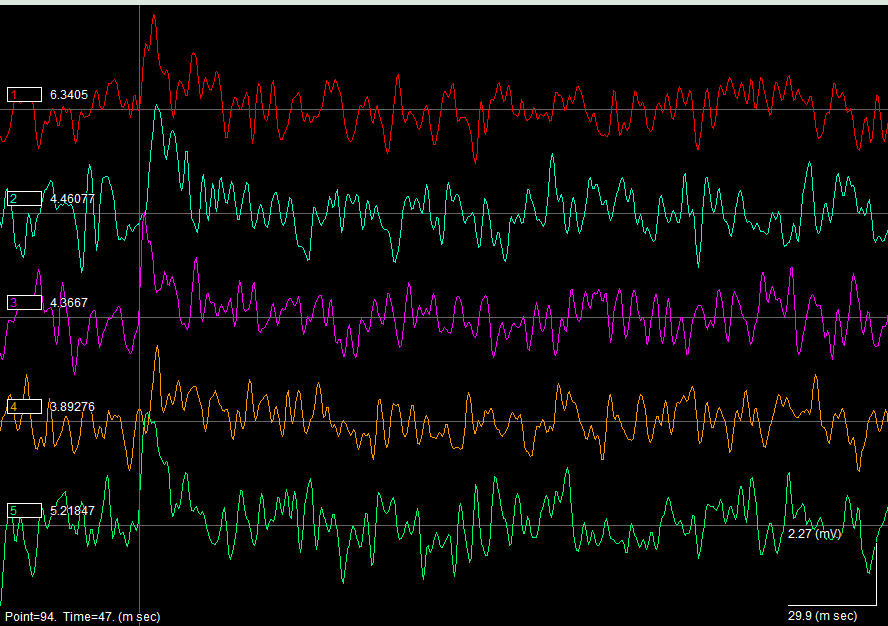 1 6.3405
2 4.46077
3 4.3667
4 3.89276
5 5.21847
2.27 (mV)
Point=94. Time=47. (m sec)
29.9 (m sec)